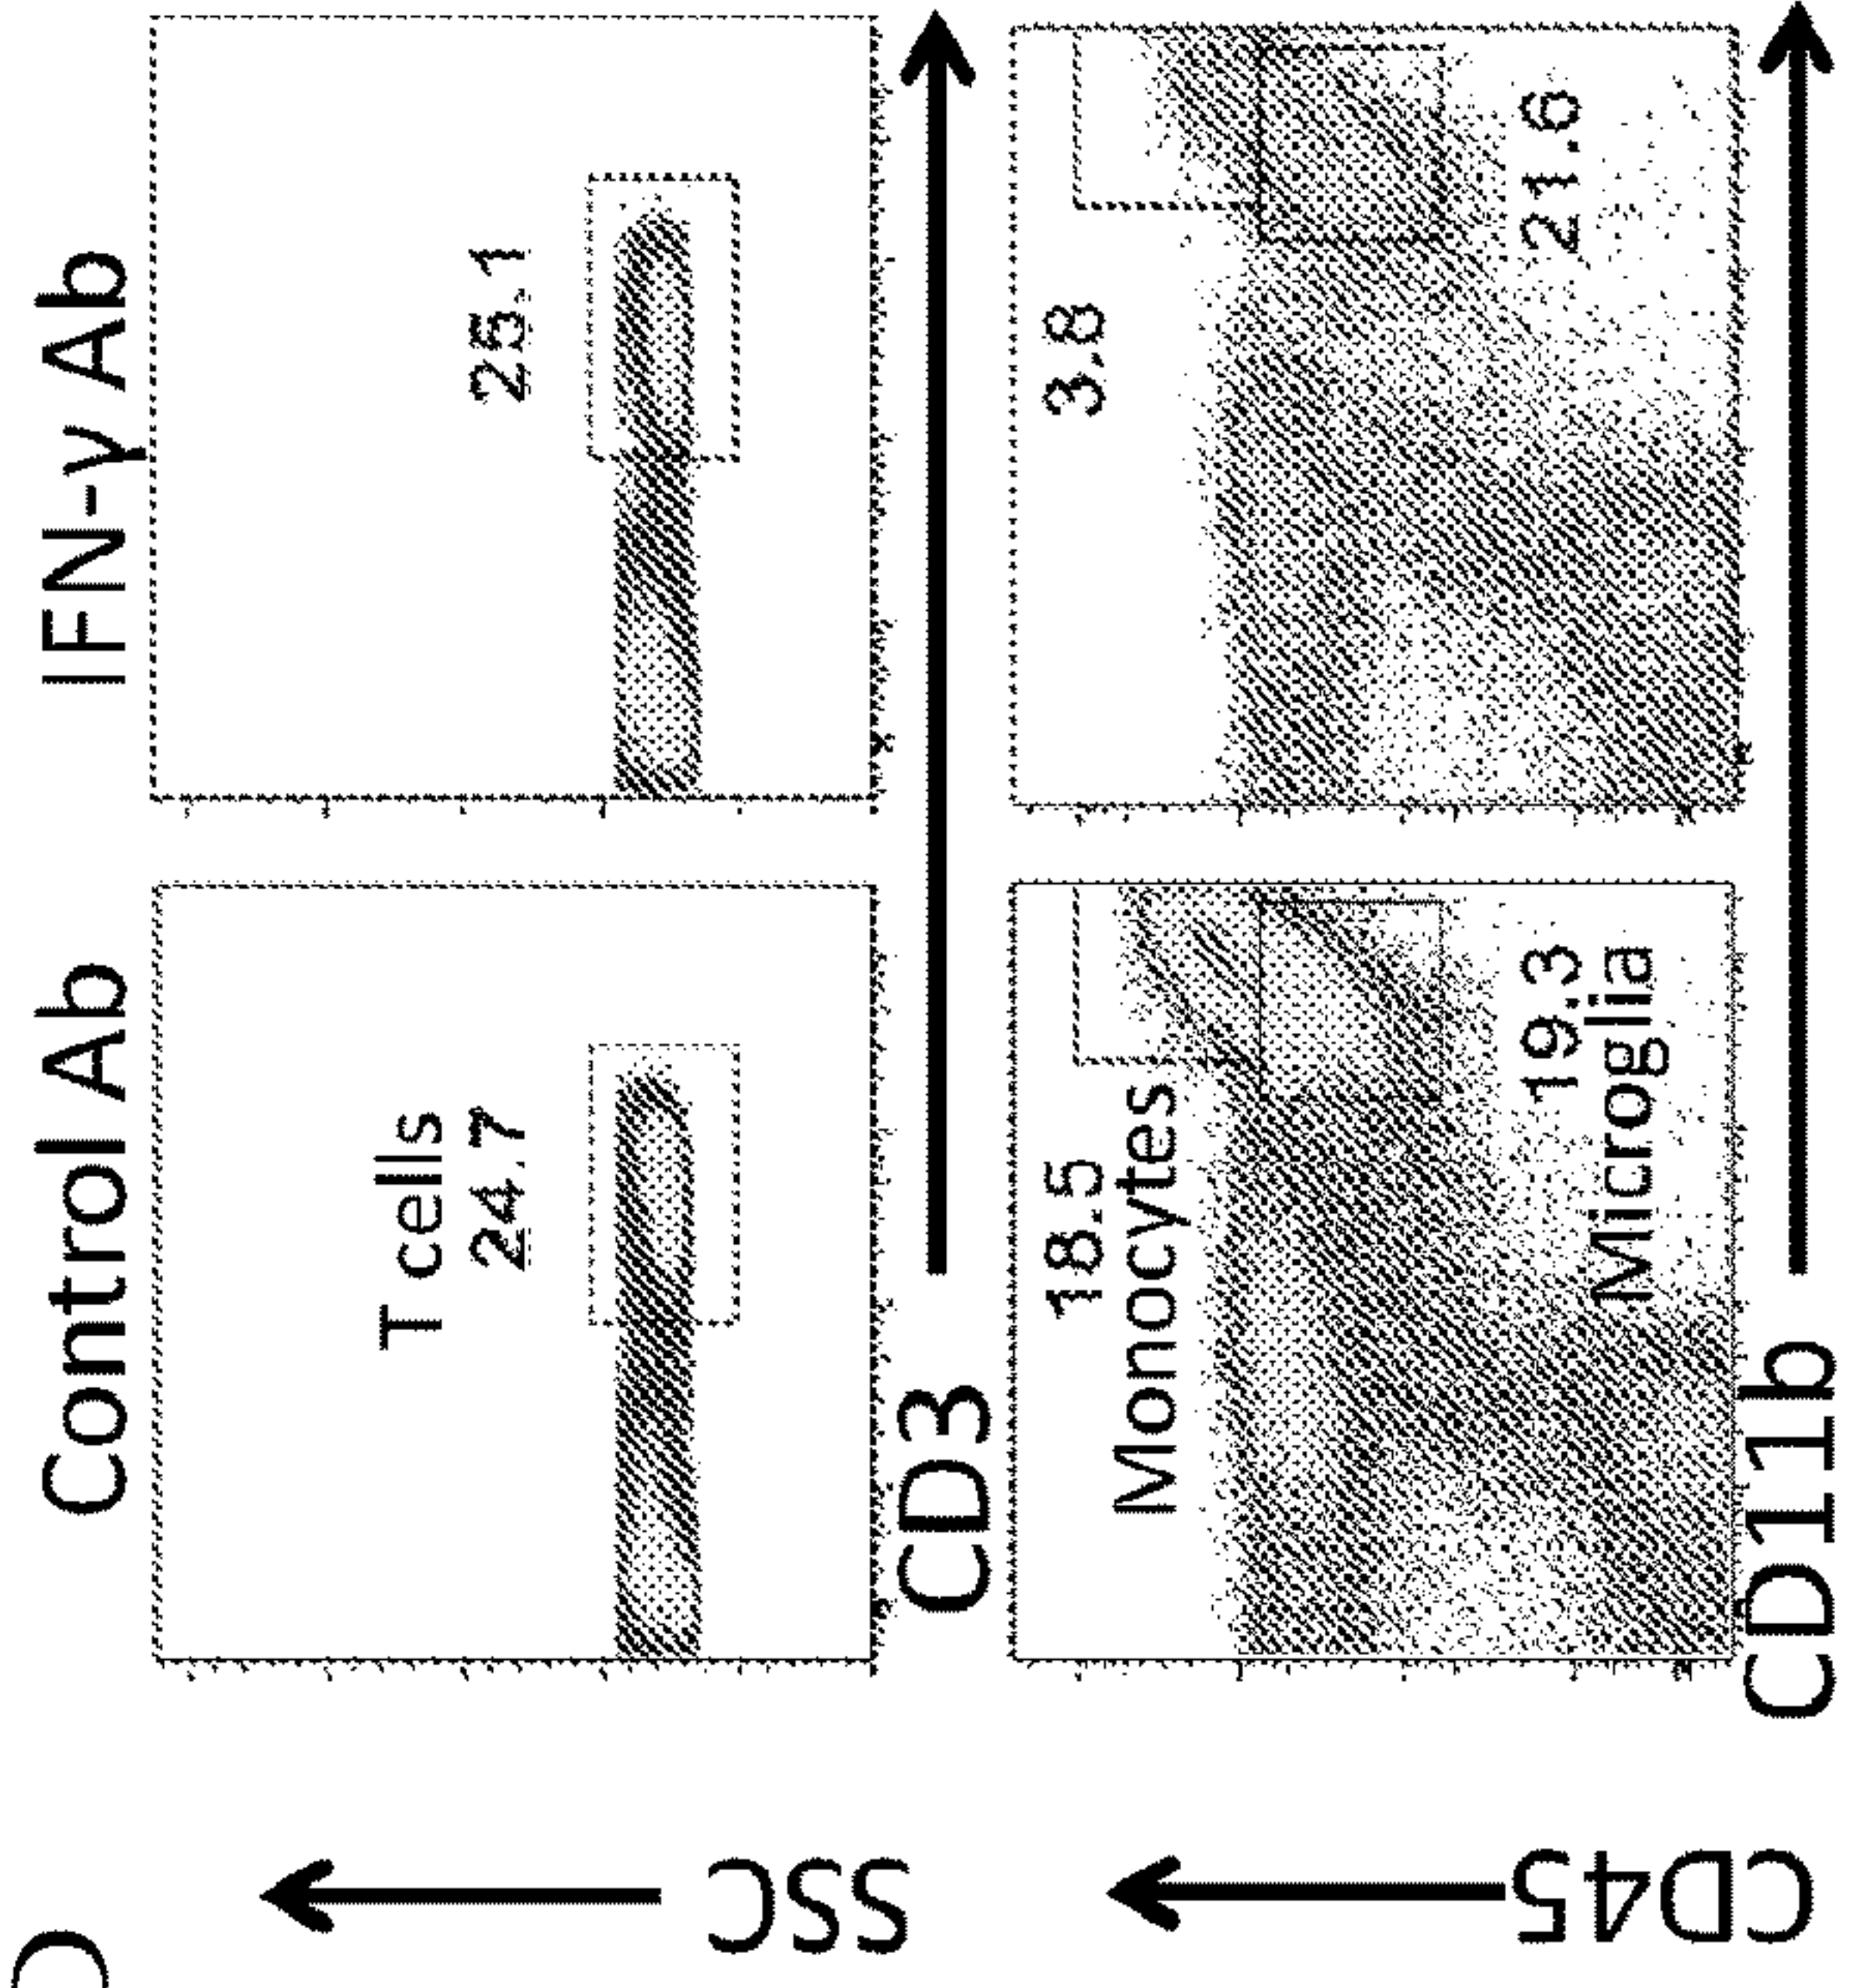 Control Ab
IFN-γ Ab
T cells
24.7
25.1
SSC
CD3
18.5
Monocytes
3.8
19.3
Microglia
21.6
CD45
CD11b